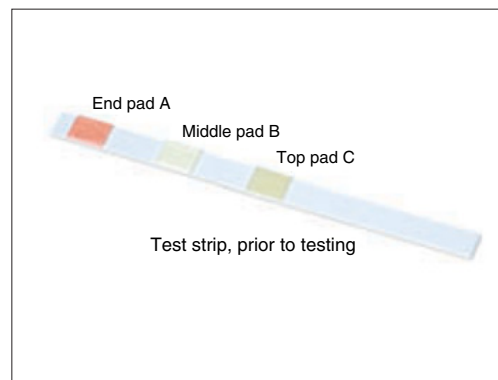 End pad A
Middle pad B
Top pad C
Test strip, prior to testing